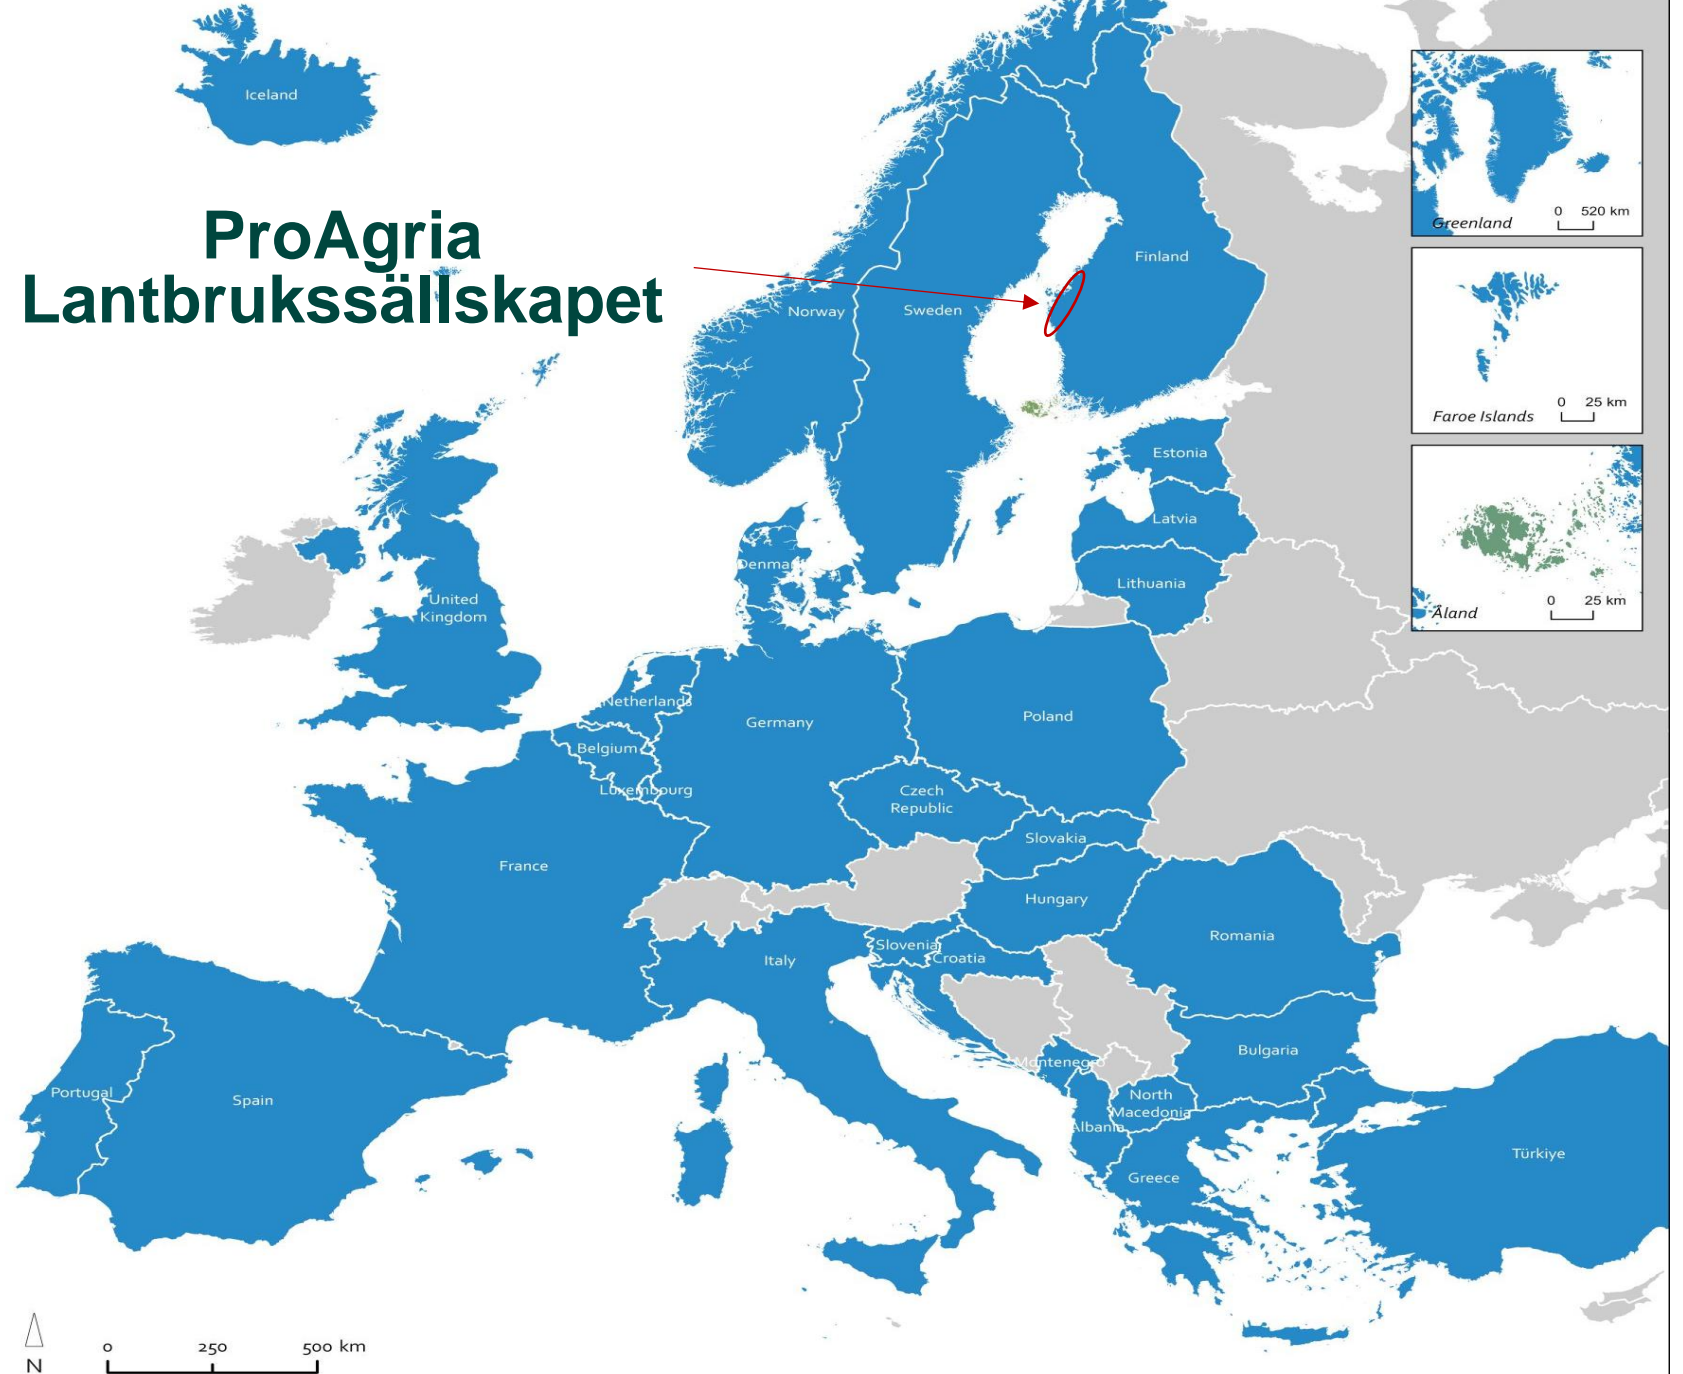 Iceland
ProAgria
Lantbrukssällskapet
Norway
Sweden
Finland
Estonia
Latvia
Lithuania
Denmar
United
Kingdom
Netherlands
Belgium
Luxembourg
Germany
Poland
Czech
Republic
Slovakia
France
Hungary
Romania
Slovenia
Croatia
Italy
Montenegro
Bulgaria
North
Macedonia
Albania
Greece
Türkiye
Portugal
Spain
Greenland
0 520 km
Faroe Islands
0 25 km
Åland
0 25 km
N
0 250 500 km